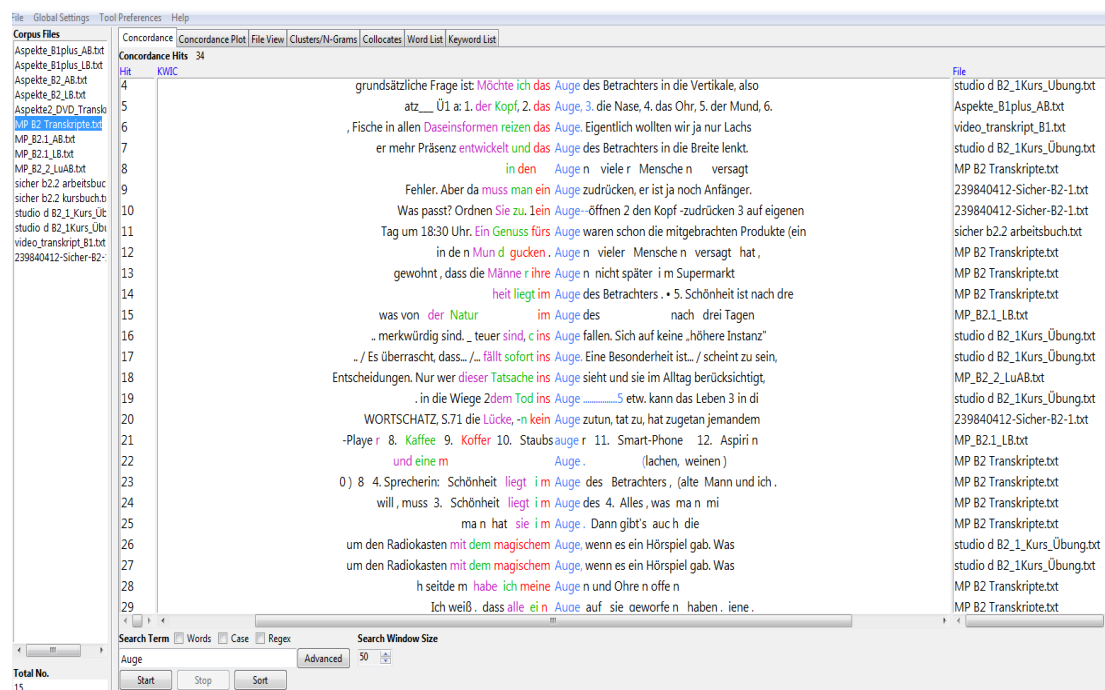 File Global Settings Tool Preferences Help
Corpus Files
Aspekte_B1plus_AB.txt
Aspekte_B1plus_LB.txt
Aspekte_B2_AB.txt
Aspekte_B2_LB.txt
Aspekte2_DVD_Transkri
MP B2 Transkripte.txt
MP_B2.1_AB.txt
MP_B2.1_LB.txt
MP_B2_2_LuAB.txt
sicher b2.2 arbeitsbuc
sicher b2.2 kursbuch.t
studio d B2_1_Kurs_Üb
studio d B2_1Kurs_Übu
video_transkript_B1.txt
239840412-Sicher-B2-
Total No.
15
Concordance Concordance Plot File View Clusters/N-Grams Collocates Word List Keyword List
Concordance Hits 34
Hit KWIC File
4 grundsätzliche Frage ist: Möchte ich das Auge des Betrachters in die Vertikale, also studio d B2_1Kurs_Übung.txt
5 atz___ Ü1 a: 1. der Kopf, 2. das Auge, 3. die Nase, 4. das Ohr, 5. der Mund, 6. Aspekte_B1plus_AB.txt
6 , Fische in allen Daseinsformen reizen das Auge. Eigentlich wollten wir ja nur Lachs video_transkript_B1.txt
7 er mehr Präsenz entwickelt und das Auge des Betrachters in die Breite lenkt. studio d B2_1Kurs_Übung.txt
8 in den Auge n viele r Mensche n versagt MP B2 Transkripte.txt
9 Fehler. Aber da muss man ein Auge zudrücken, er ist ja noch Anfänger. 239840412-Sicher-B2-1.txt
10 Was passt? Ordnen Sie zu. 1ein Auge--öffnen 2 den Kopf -zudrücken 3 auf eigenen 239840412-Sicher-B2-1.txt
11 Tag um 18:30 Uhr. Ein Genuss fürs Auge waren schon die mitgebrachten Produkte (ein sicher b2.2 arbeitsbuch.txt
12 in de n Mun d gucken . Auge n viele r Mensche n versagt hat , MP B2 Transkripte.txt
13 gewohnt , dass die Männe r ihre Auge n nicht später i m Supermarkt MP B2 Transkripte.txt
14 heit liegt im Auge des Betrachters . • 5. Schönheit ist nach dre MP B2 Transkripte.txt
15 was von der Natur im Auge des nach drei Tagen MP_B2.1_LB.txt
16 .. merkwürdig sind. _ teuer sind, c ins Auge fallen. Sich auf keine „höhere Instanz" studio d B2_1Kurs_Übung.txt
17 .. / Es überrascht, dass... /... fällt sofort ins Auge. Eine Besonderheit ist... / scheint zu sein, studio d B2_1Kurs_Übung.txt
18 Entscheidungen. Nur wer dieser Tatsache ins Auge sieht und sie im Alltag berücksichtigt, MP_B2_2_LuAB.txt
19 . in die Wiege 2dem Tod ins Auge ................5 etw. kann das Leben 3 in di studio d B2_1Kurs_Übung.txt
20 WORTSCHATZ, S.71 die Lücke, -n kein Auge zutun, tat zu, hat zugetan jemandem 239840412-Sicher-B2-1.txt
21 -Playe r 8. Kaffee 9. Koffer 10. Staubs auge r 11. Smart-Phone 12. Aspiri n MP_B2.1_LB.txt
22 und eine m Auge . (lachen, weinen ) MP B2 Transkripte.txt
23 0 ) 8 4. Sprecherin: Schönheit liegt i m Auge des Betrachters , (alte Mann und ich . MP B2 Transkripte.txt
24 will , muss 3. Schönheit liegt i m Auge des 4. Alles , was ma n mi MP B2 Transkripte.txt
25 ma n hat sie i m Auge . Dann gibt's auc h die MP B2 Transkripte.txt
26 um den Radiokasten mit dem magischem Auge, wenn es ein Hörspiel gab. Was studio d B2_1_Kurs_Übung.txt
27 um den Radiokasten mit dem magischem Auge, wenn es ein Hörspiel gab. Was studio d B2_1Kurs_Übung.txt
28 h seitde m habe ich meine Auge n und Ohre n offe n MP B2 Transkripte.txt
29 Ich weiß . dass alle ei n Auge auf sie geworfe n haben . iene . MP B2 Transkripte.txt
Search Term Words Case Regex Search Window Size
Auge Advanced 50
Start Stop Sort